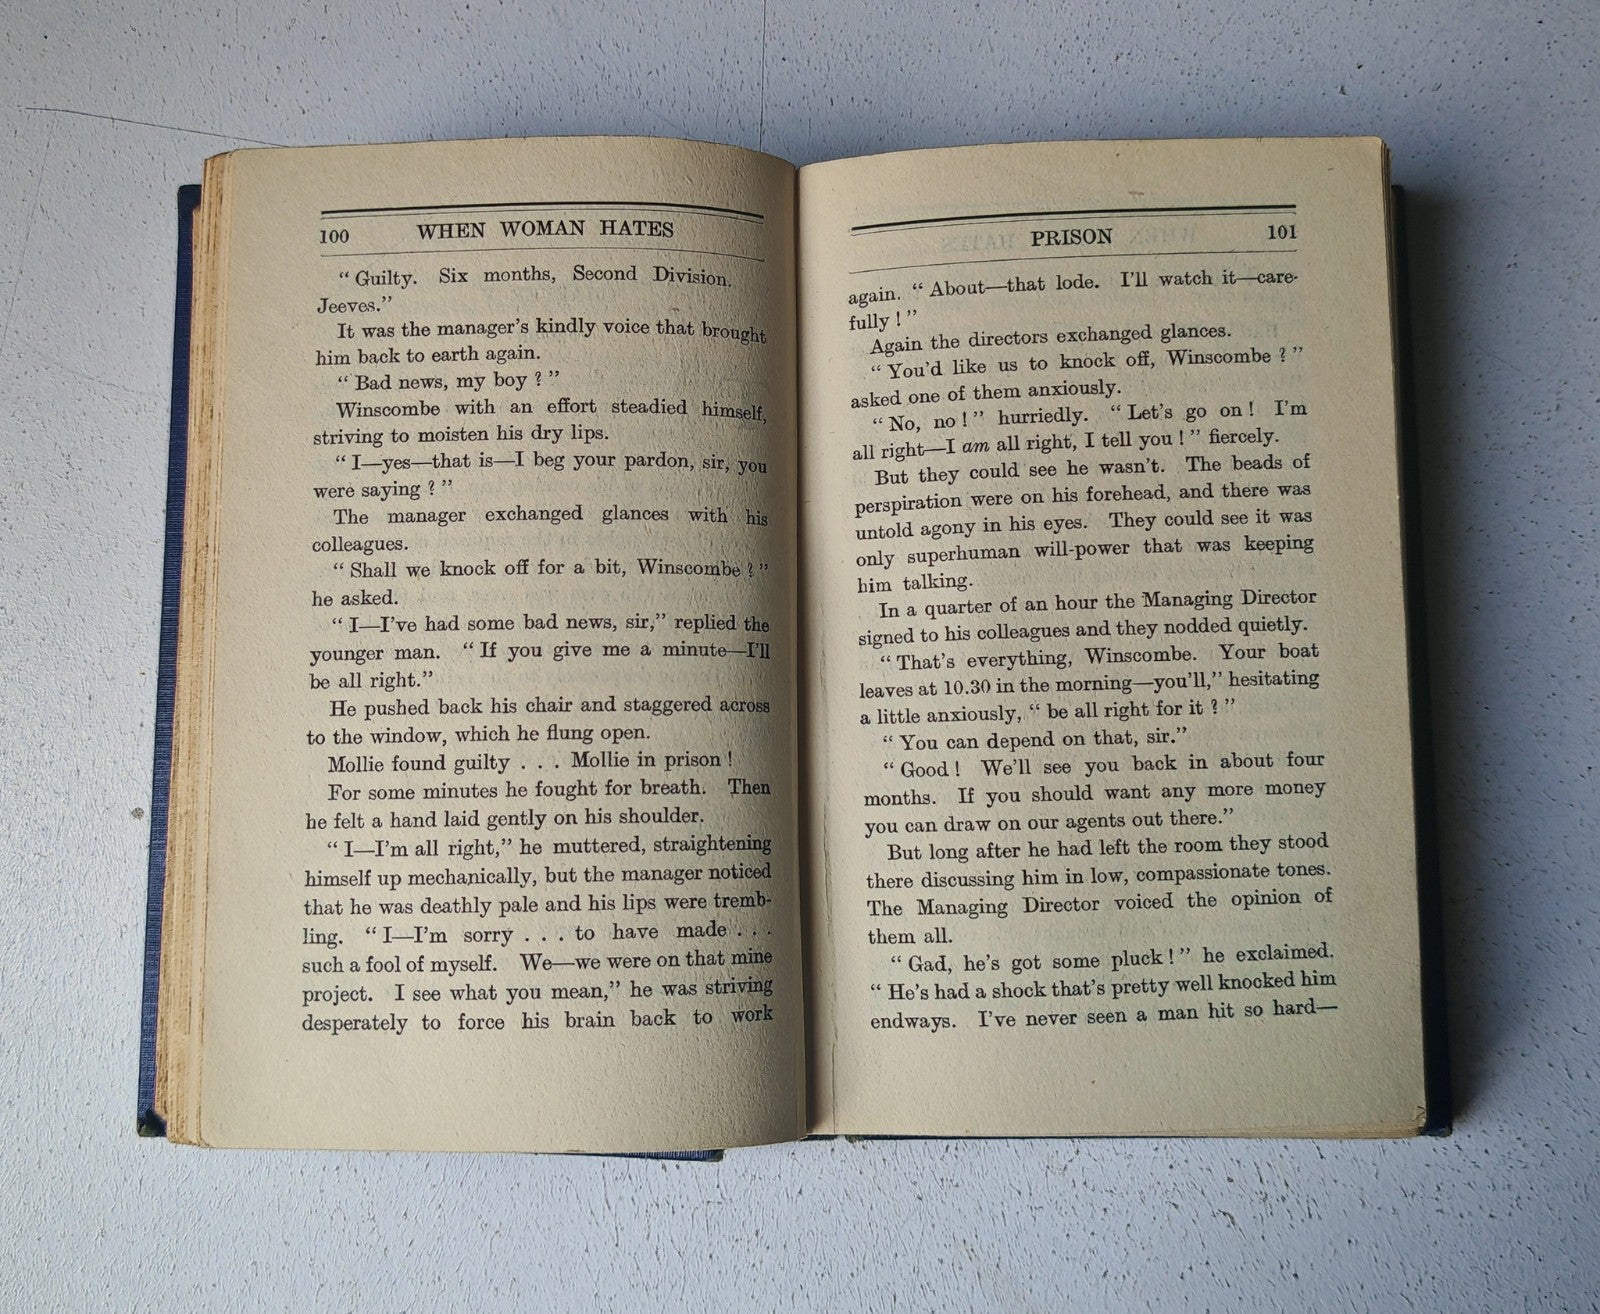 100 WHEN WOMAN HATES
“ Guilty. Six months, Second Division.
Jeeves.”
It was the manager’s kindly voice that brought
him back to earth again.
“ Bad news, my boy ? ”
Winscombe with an effort steadied himself,
striving to moisten his dry lips.
“ I—yes—that is—I beg your pardon, sir, you
were saying ? ”
The manager exchanged glances with his
colleagues.
“ Shall we knock off for a bit, Winscombe ? ”
he asked.
“ I—I’ve had some bad news, sir,” replied the
younger man. “ If you give me a minute—I’ll
be all right.”
He pushed back his chair and staggered across
to the window, which he flung open.
Mollie found guilty . . . Mollie in prison !
For some minutes he fought for breath. Then
he felt a hand laid gently on his shoulder.
“ I—I’m all right,” he muttered, straightening
himself up mechanically, but the manager noticed
that he was deathly pale and his lips were tremb-
ling. “ I—I’m sorry . . . to have made . . .
such a fool of myself. We—we were on that mine
project. I see what you mean,” he was striving
desperately to force his brain back to work
PRISON 101
again. “ About—that lode. I’ll watch it—care-
fully ! ”
Again the directors exchanged glances.
“ You’d like us to knock off, Winscombe ? ”
asked one of them anxiously.
“ No, no ! ” hurriedly. “ Let’s go on ! I’m
all right—I am all right, I tell you ! ” fiercely.
But they could see he wasn’t. The beads of
perspiration were on his forehead, and there was
untold agony in his eyes. They could see it was
only superhuman will-power that was keeping
him talking.
In a quarter of an hour the Managing Director
signed to his colleagues and they nodded quietly.
“ That’s everything, Winscombe. Your boat
leaves at 10.30 in the morning—you’ll,” hesitating
a little anxiously, “ be all right for it ? ”
“ You can depend on that, sir.”
“ Good ! We’ll see you back in about four
months. If you should want any more money
you can draw on our agents out there.”
But long after he had left the room they stood
there discussing him in low, compassionate tones.
The Managing Director voiced the opinion of
them all.
“ Gad, he’s got some pluck ! ” he exclaimed.
“ He’s had a shock that’s pretty well knocked him
endways. I’ve never seen a man hit so hard—